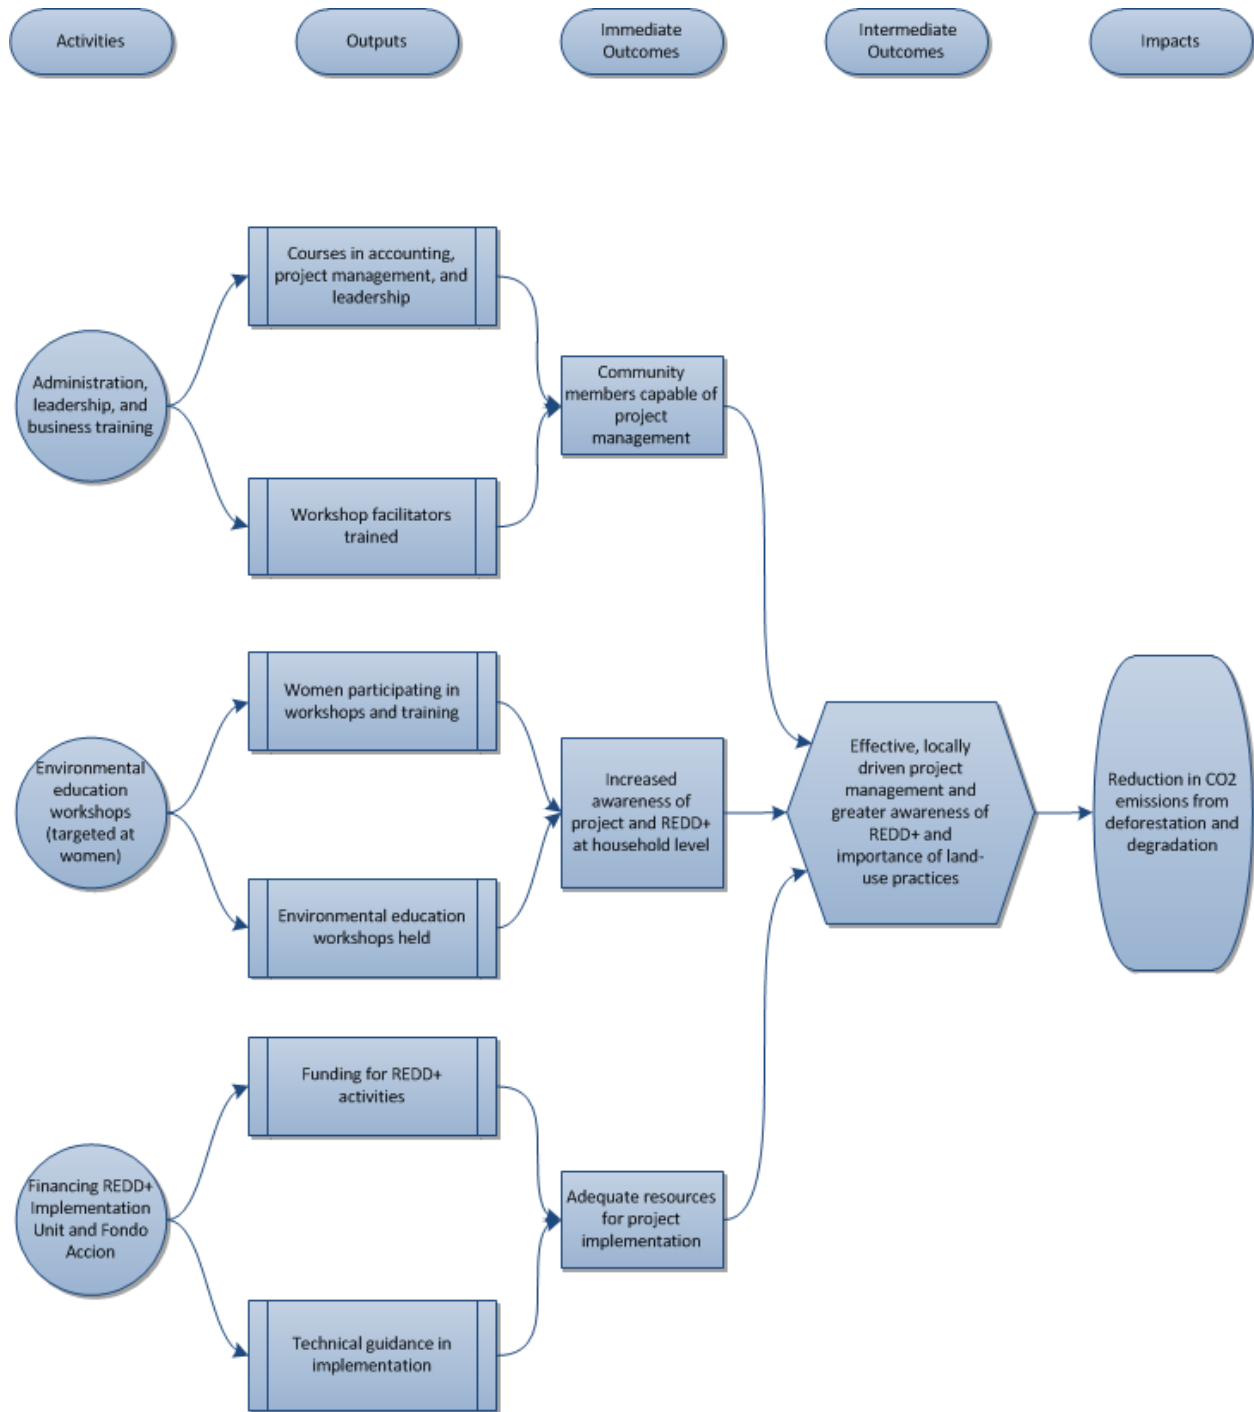 Activities
Outputs
Immediate
Outcomes
Intermediate
Outcomes
Impacts
Administration,
leadership, and
business training
Courses in accounting,
project management, and
leadership
Workshop facilitators
trained
Community
members capable of
project
management
Environmental
education
workshops
(targeted at
women)
Women participating in
workshops and training
Environmental education
workshops held
Increased
awareness of
project and REDD+
at household level
Financing REDD+
Implementation
Unit and Fondo
Accion
Funding for REDD+
activities
Technical guidance in
implementation
Adequate resources
for project
implementation
Effective, locally
driven project
management and
greater awareness of
REDD+ and
importance of land-
use practices
Reduction in CO2
emissions from
deforestation and
degradation